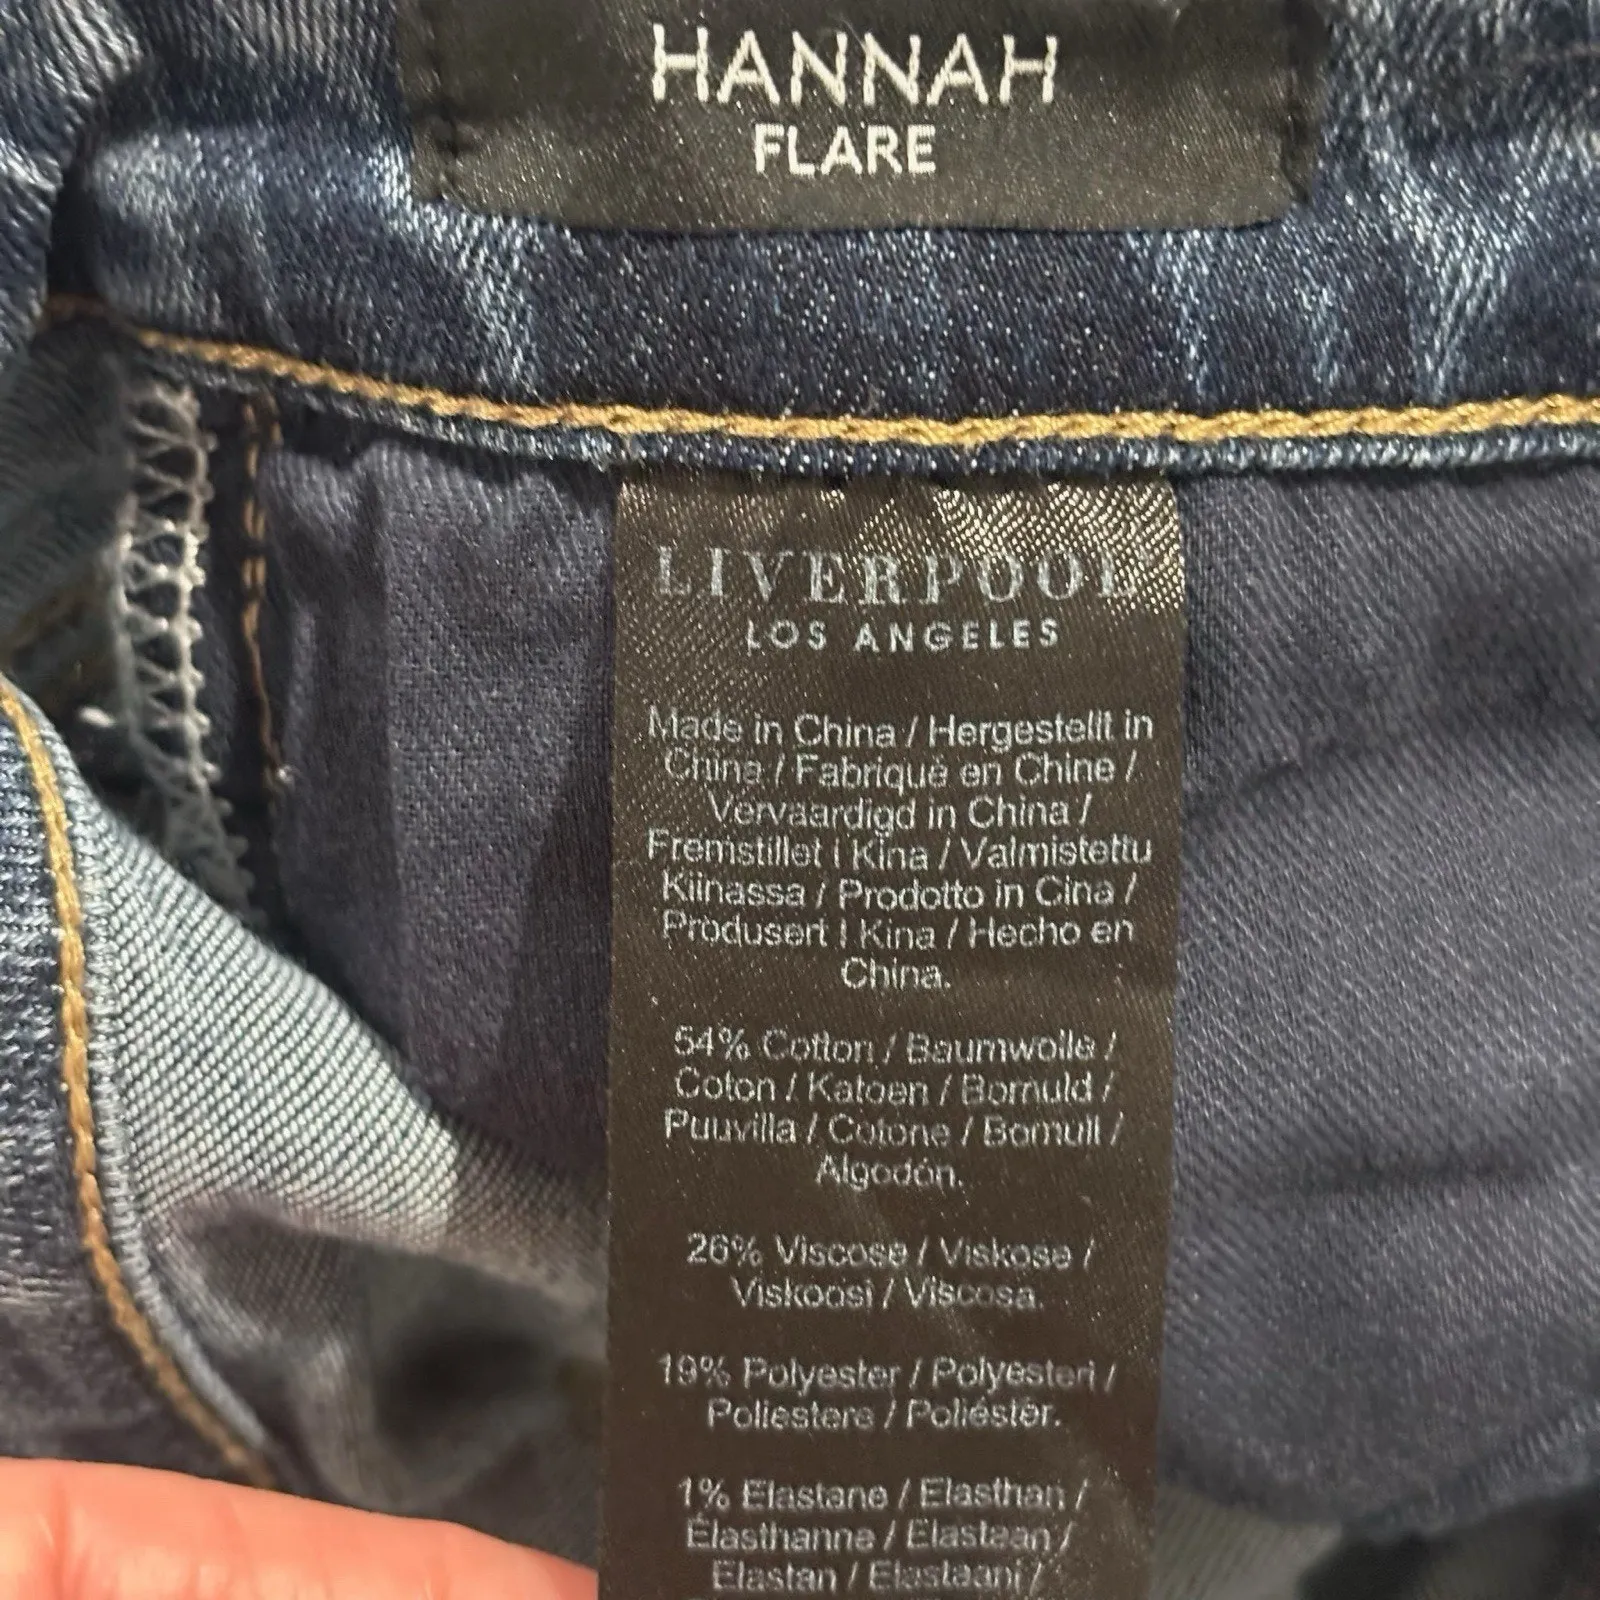 HANNAH
FLARE
LIVERPOOL
LOS ANGELES
Made in China / Hergestellt in
China / Fabriqué en Chine /
Vervaardigd in China /
Fremstillet i Kina / Valmistettu
Kiinassa / Prodotto in Cina /
Produsert i Kina / Hecho en
China.
54% Cotton / Baumwolle /
Coton / Katoen / Bomuld /
Puuvilla / Cotone / Bomull /
Algodón.
26% Viscose / Viskose /
Viskoosi / Viscosa.
19% Polyester / Polyesteri /
Poliestere / Poliéster.
1% Elastane / Elasthan /
Élasthanne / Elastaan /
Elastan / Elastaani /